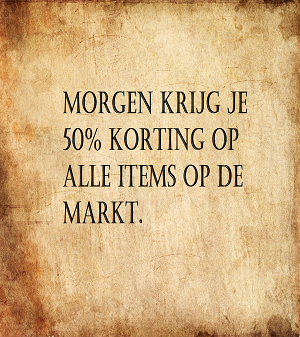 MORGEN KRIJG JE
50% KORTING OP
ALLE ITEMS OP DE
MARKT.